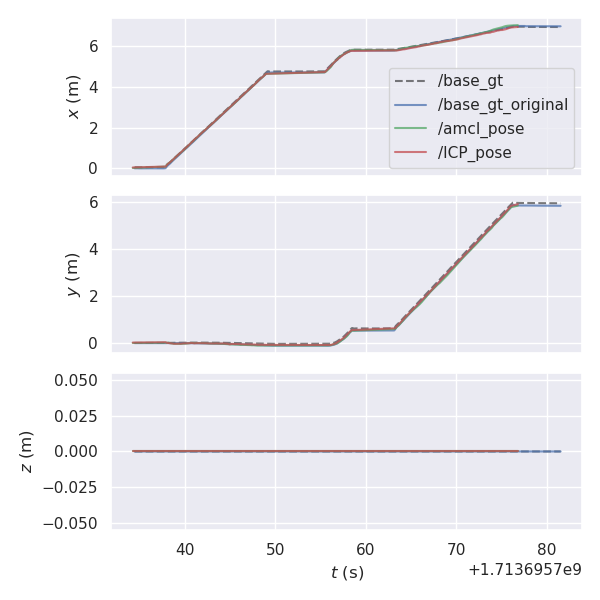 6
4
2
0
x (m)
/base_gt
/base_gt_original
/amcl_pose
/ICP_pose
6
4
2
0
y (m)
0.050
0.025
0.000
−0.025
−0.050
z (m)
40 50 60 70 80
t (s)
+1.7136957e9